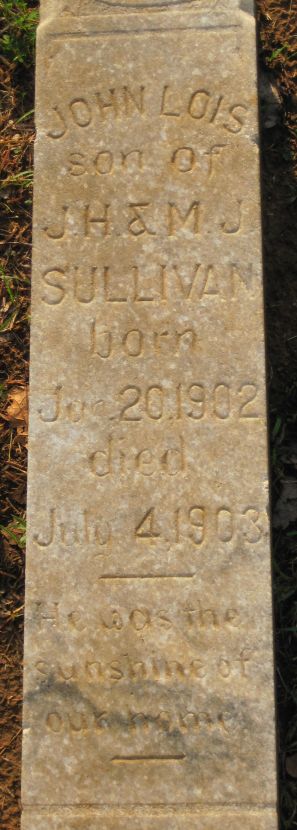 JOHN LOIS
son of
J.H. & M.J.
SULLIVAN
born
20, 1902
died
July 4, 1903
He was the
sunshine of
our home.